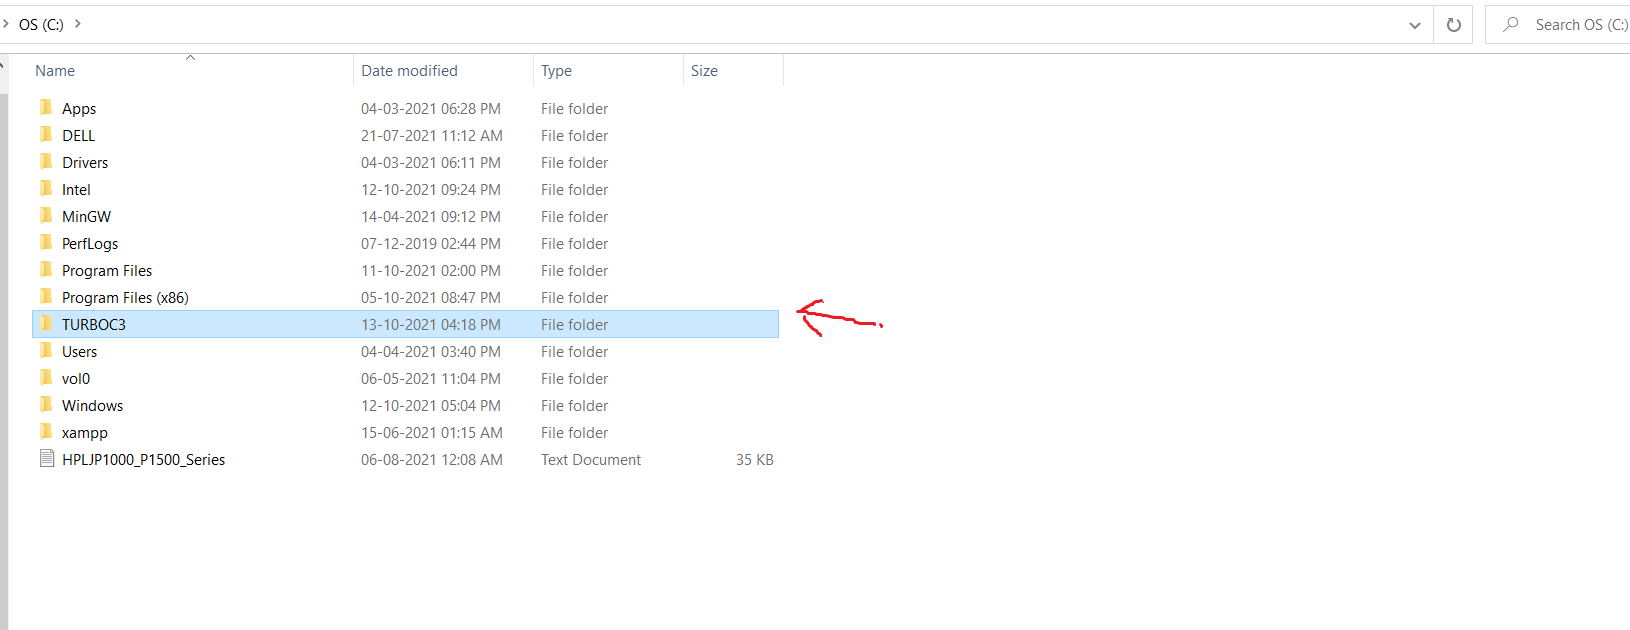 OS (C:)
Search OS (C:)
Name Date modified Type Size
Apps 04-03-2021 06:28 PM File folder
DELL 21-07-2021 11:12 AM File folder
Drivers 04-03-2021 06:11 PM File folder
Intel 12-10-2021 09:24 PM File folder
MinGW 14-04-2021 09:12 PM File folder
PerfLogs 07-12-2019 02:44 PM File folder
Program Files 11-10-2021 02:00 PM File folder
Program Files (x86) 05-10-2021 08:47 PM File folder
TURBOC3 13-10-2021 04:18 PM File folder
Users 04-04-2021 03:40 PM File folder
vol0 06-05-2021 11:04 PM File folder
Windows 12-10-2021 05:04 PM File folder
xampp 15-06-2021 01:15 AM File folder
HPLJP1000_P1500_Series 06-08-2021 12:08 AM Text Document 35 KB